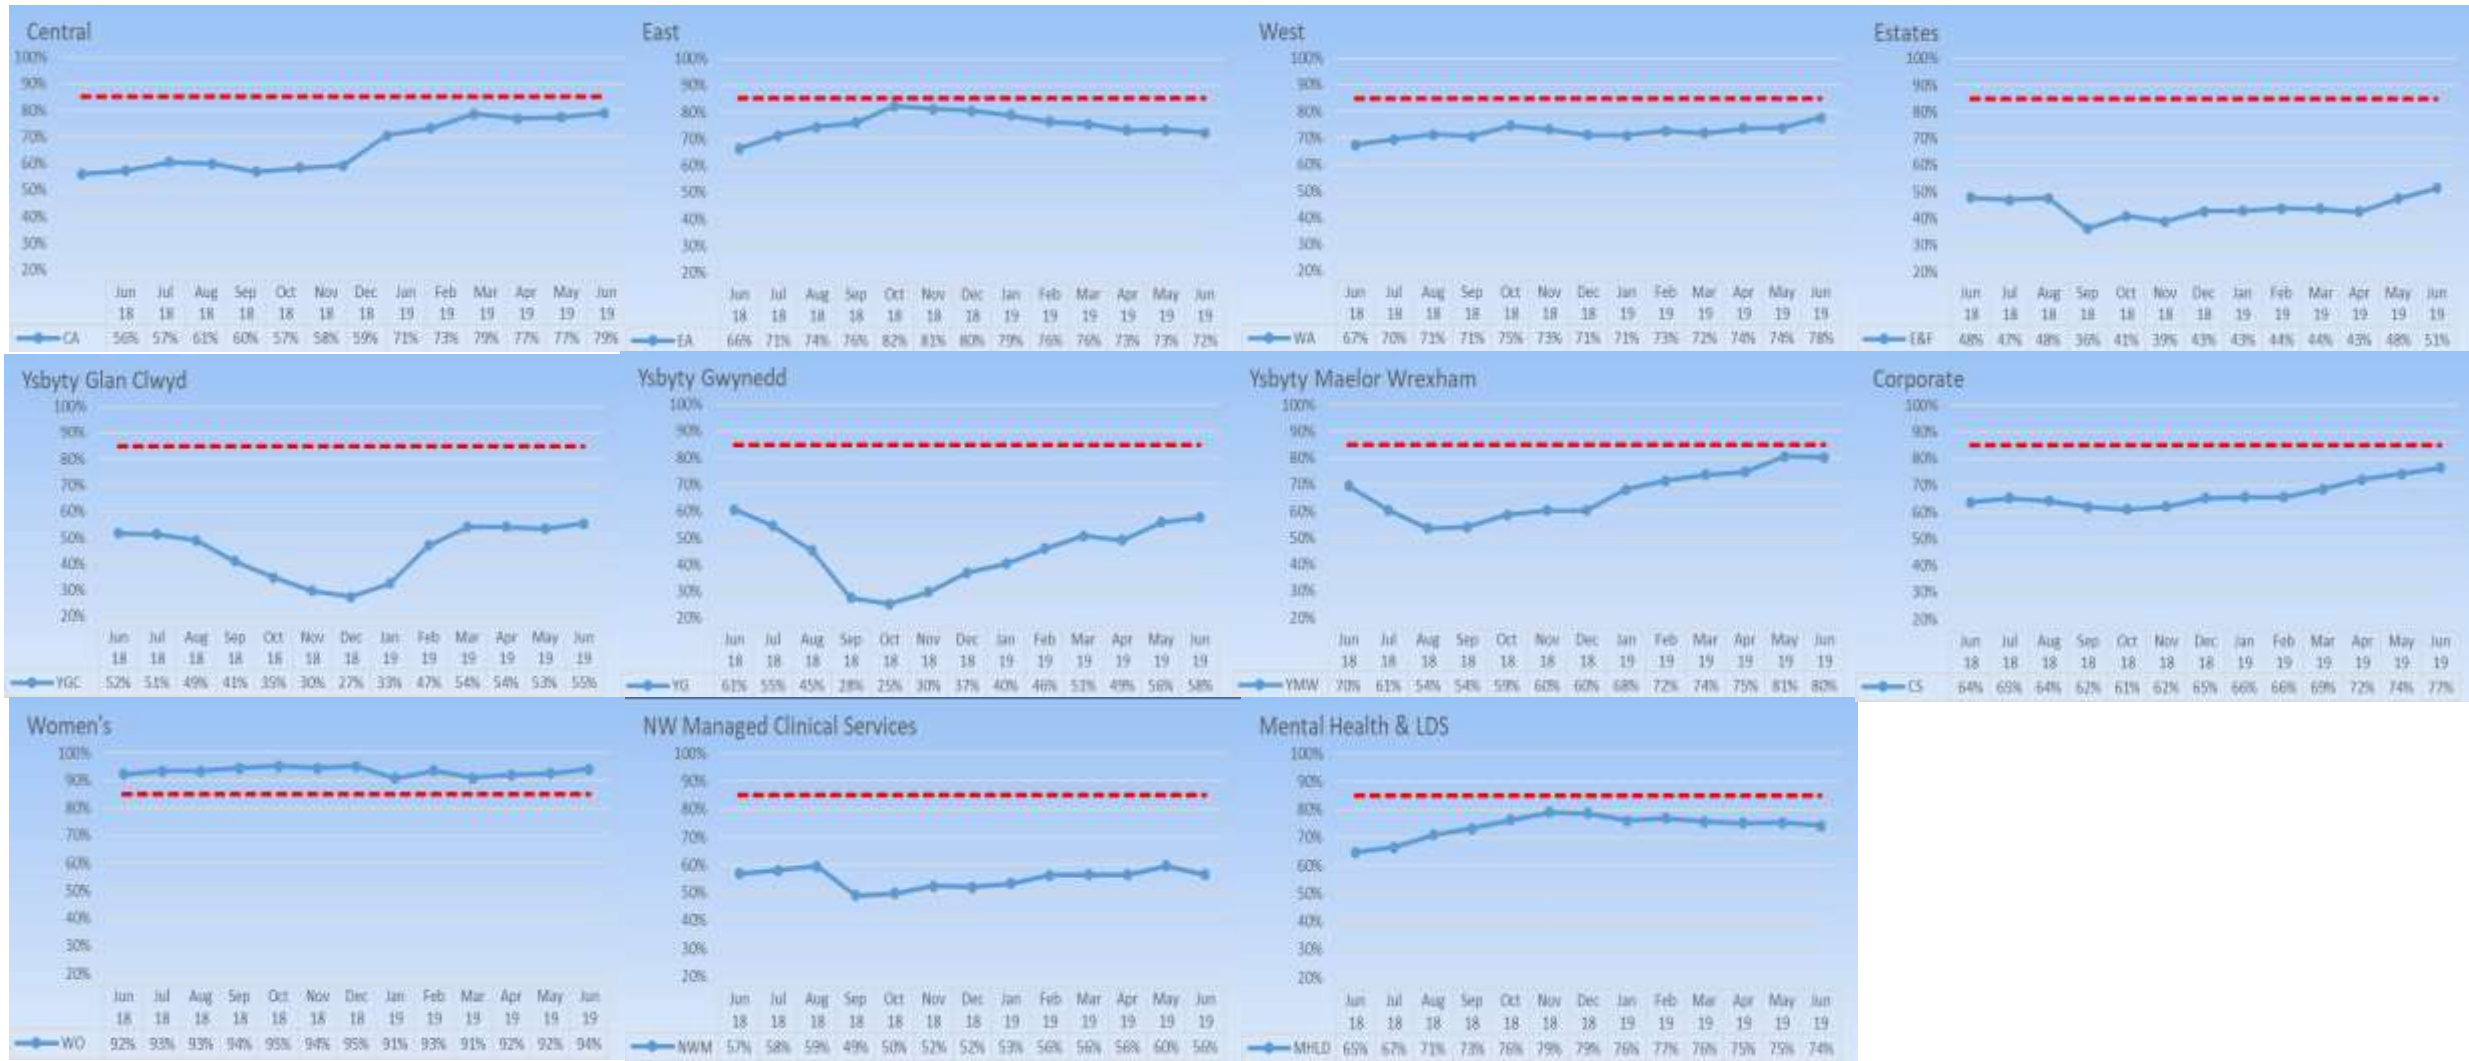 Central
100%
90%
80%
70%
60%
50%
40%
30%
20%
Jun Jul Aug Sep Oct Nov Dec Jan Feb Mar Apr May Jun
18 18 18 18 18 18 18 19 19 19 19 19 19
CA 56% 57% 61% 60% 57% 58% 59% 71% 73% 79% 77% 77% 79%
East
100%
90%
80%
70%
60%
50%
40%
30%
20%
Jun Jul Aug Sep Oct Nov Dec Jan Feb Mar Apr May Jun
18 18 18 18 18 18 18 19 19 19 19 19 19
EA 66% 71% 74% 76% 82% 81% 80% 79% 76% 76% 73% 73% 72%
West
100%
90%
80%
70%
60%
50%
40%
30%
20%
Jun Jul Aug Sep Oct Nov Dec Jan Feb Mar Apr May Jun
18 18 18 18 18 18 18 19 19 19 19 19 19
WA 67% 70% 71% 71% 75% 73% 71% 71% 73% 72% 74% 74% 78%
Estates
100%
90%
80%
70%
60%
50%
40%
30%
20%
Jun Jul Aug Sep Oct Nov Dec Jan Feb Mar Apr May Jun
18 18 18 18 18 18 18 19 19 19 19 19 19
E&F 48% 47% 48% 36% 41% 39% 43% 43% 44% 44% 43% 48% 51%
Ysbyty Glan Clwyd
100%
90%
80%
70%
60%
50%
40%
30%
20%
Jun Jul Aug Sep Oct Nov Dec Jan Feb Mar Apr May Jun
18 18 18 18 18 18 18 19 19 19 19 19 19
YGC 52% 51% 49% 41% 35% 30% 27% 33% 47% 54% 54% 53% 55%
Ysbyty Gwynedd
100%
90%
80%
70%
60%
50%
40%
30%
20%
Jun Jul Aug Sep Oct Nov Dec Jan Feb Mar Apr May Jun
18 18 18 18 18 18 18 19 19 19 19 19 19
YG 61% 55% 45% 28% 25% 30% 37% 40% 46% 51% 49% 56% 58%
Ysbyty Maelor Wrexham
100%
90%
80%
70%
60%
50%
40%
30%
20%
Jun Jul Aug Sep Oct Nov Dec Jan Feb Mar Apr May Jun
18 18 18 18 18 18 18 19 19 19 19 19 19
YMW 70% 61% 54% 54% 59% 60% 60% 68% 72% 74% 75% 81% 80%
Corporate
100%
90%
80%
70%
60%
50%
40%
30%
20%
Jun Jul Aug Sep Oct Nov Dec Jan Feb Mar Apr May Jun
18 18 18 18 18 18 18 19 19 19 19 19 19
CS 64% 65% 64% 62% 61% 62% 65% 66% 66% 69% 72% 74% 77%
Women's
100%
90%
80%
70%
60%
50%
40%
30%
20%
Jun Jul Aug Sep Oct Nov Dec Jan Feb Mar Apr May Jun
18 18 18 18 18 18 18 19 19 19 19 19 19
WO 92% 93% 93% 94% 95% 94% 95% 91% 93% 91% 92% 92% 94%
NW Managed Clinical Services
100%
90%
80%
70%
60%
50%
40%
30%
20%
Jun Jul Aug Sep Oct Nov Dec Jan Feb Mar Apr May Jun
18 18 18 18 18 18 18 19 19 19 19 19 19
NWM 57% 58% 59% 49% 50% 52% 52% 53% 56% 56% 56% 60% 56%
Mental Health & LDS
100%
90%
80%
70%
60%
50%
40%
30%
20%
Jun Jul Aug Sep Oct Nov Dec Jan Feb Mar Apr May Jun
18 18 18 18 18 18 18 19 19 19 19 19 19
MHLD 65% 67% 71% 73% 76% 79% 79% 76% 77% 76% 75% 75% 74%